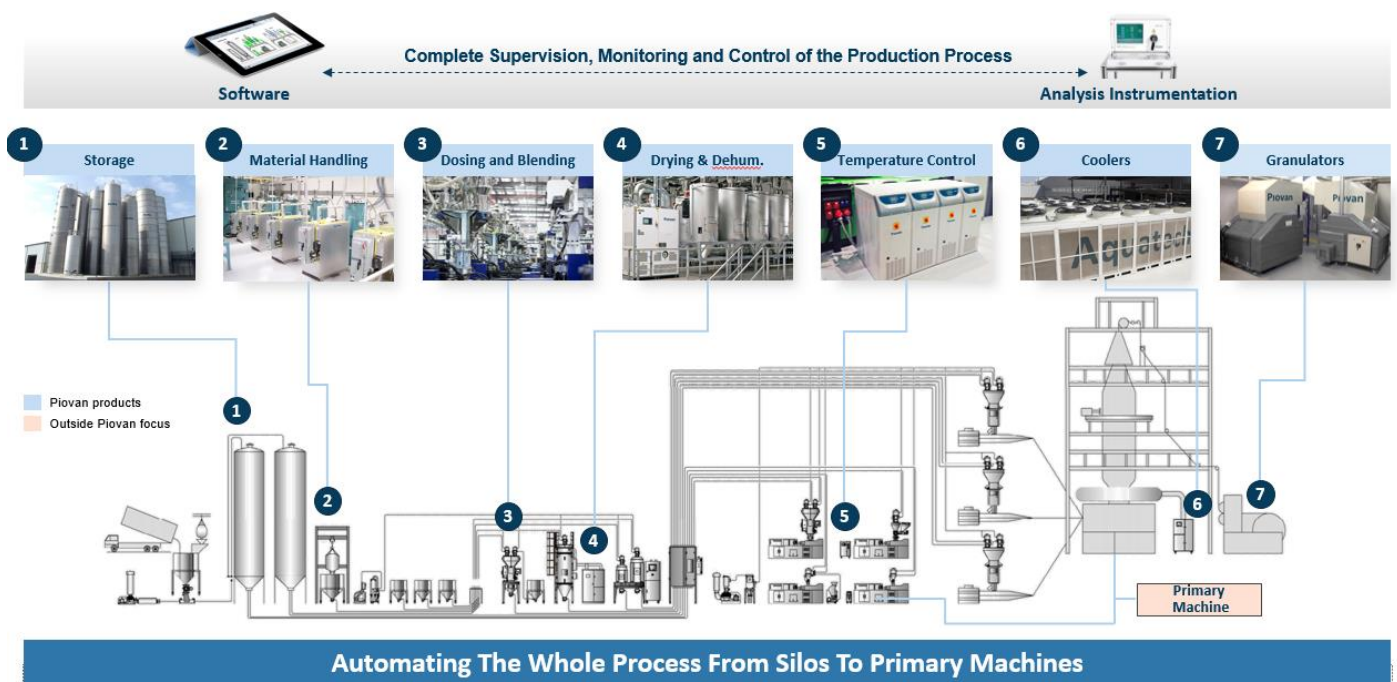 Complete Supervision, Monitoring and Control of the Production Process
Software
Analysis Instrumentation
1
Storage
2
Material Handling
3
Dosing and Blending
4
Drying & Dehum.
5
Temperature Control
6
Coolers
7
Granulators
Aquatech
Piovan
Piovan
Piovan products
Outside Piovan focus
1
2
3
4
5
6
7
Primary
Machine
Automating The Whole Process From Silos To Primary Machines